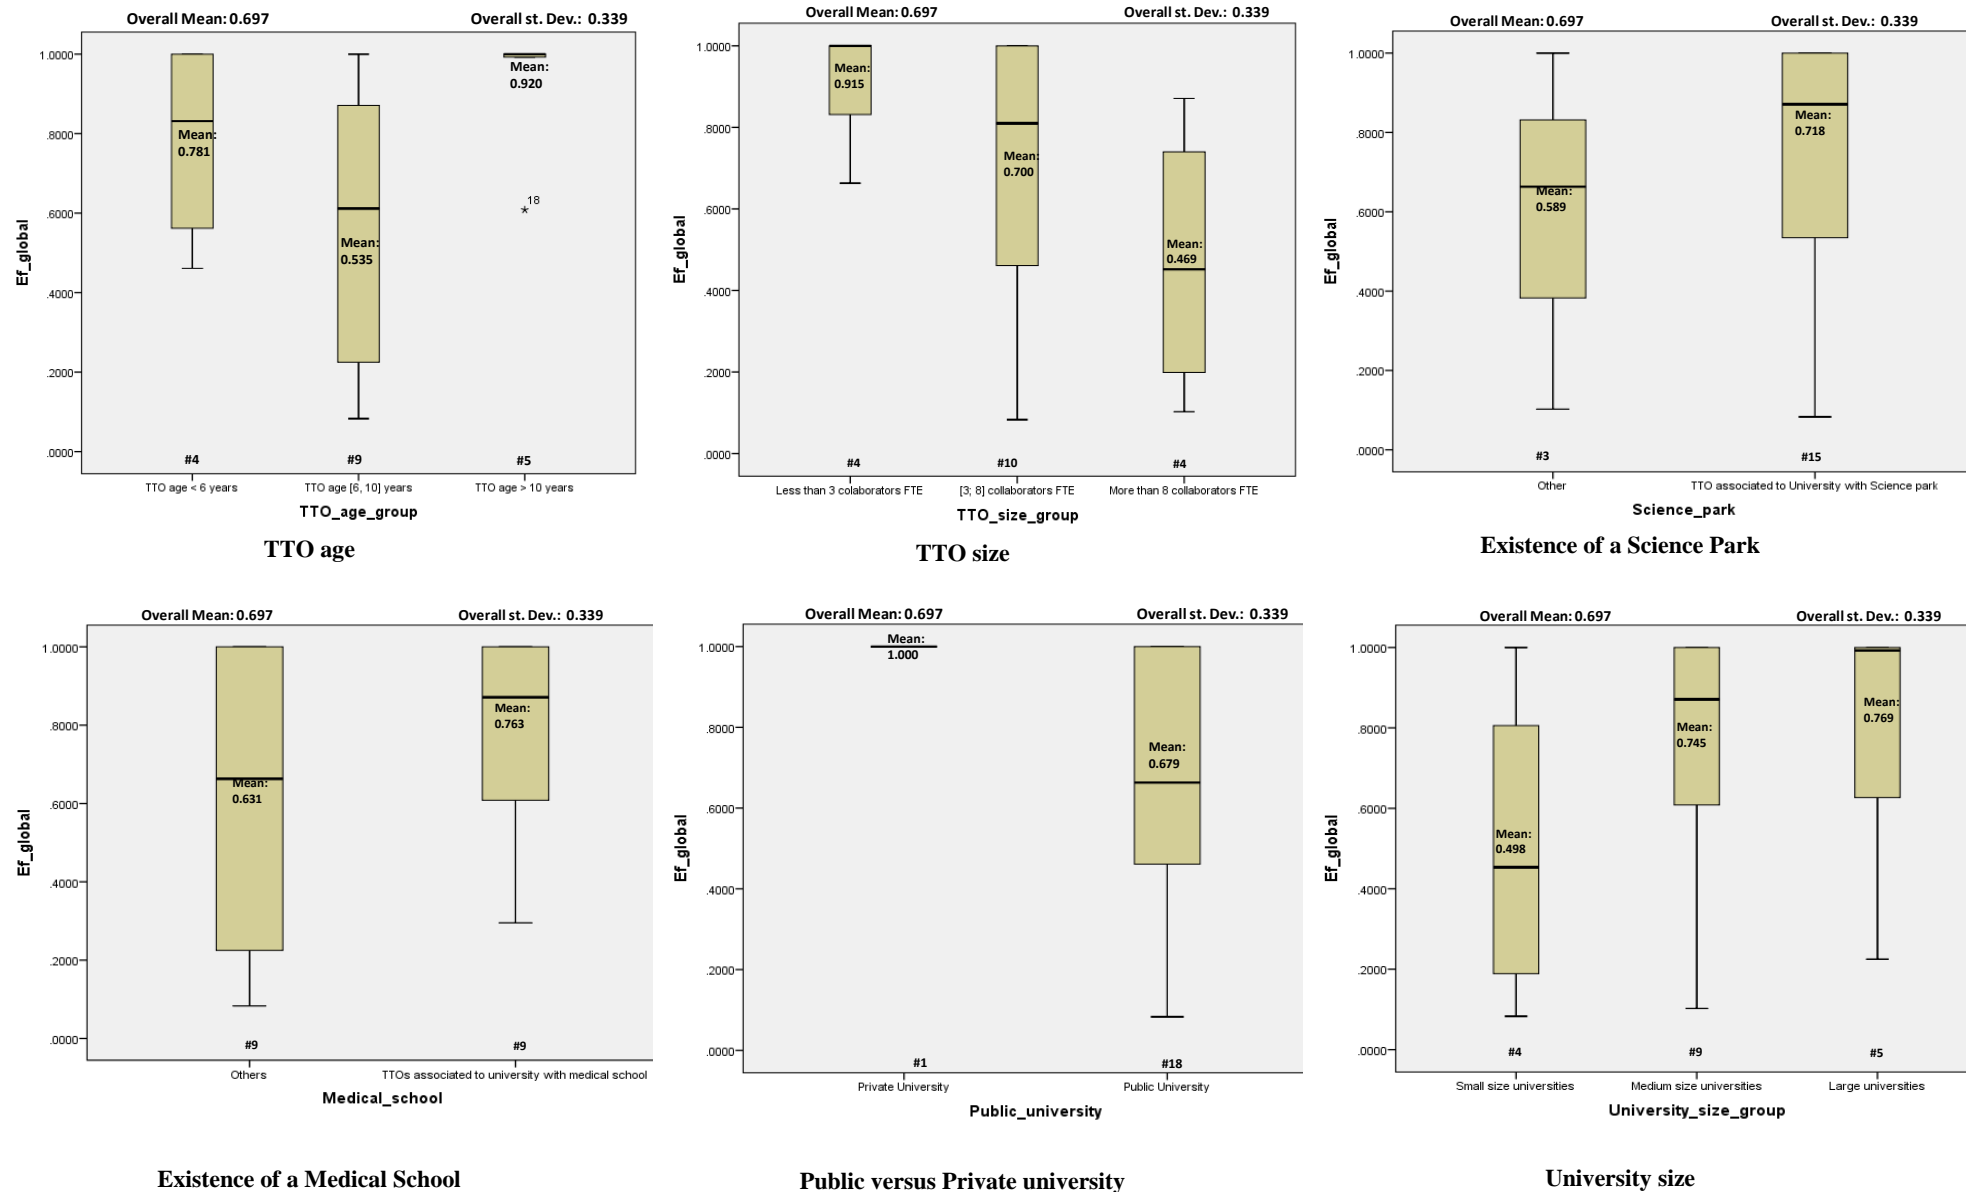 Overall Mean: 0.697 Overall st. Dev.: 0.339
1.0000
.8000
.6000
.4000
.2000
.0000
Ef_global
Mean:
0.781
Mean:
0.535
Mean:
0.920
18
#4 #9 #5
TTO age < 6 years TTO age [6, 10] years TTO age > 10 years
TTO_age_group
TTO age
Overall Mean: 0.697 Overall st. Dev.: 0.339
1.0000
.8000
.6000
.4000
.2000
.0000
Ef_global
Mean:
0.915
Mean:
0.700
Mean:
0.469
#4 #10 #4
Less than 3 colaborators FTE [3; 8] collaborators FTE More than 8 collaborators FTE
TTO_size_group
TTO size
Overall Mean: 0.697 Overall st. Dev.: 0.339
1.0000
.8000
.6000
.4000
.2000
.0000
Ef_global
Mean:
0.589
Mean:
0.718
#3 #15
Other TTO associated to University with Science park
Science_park
Existence of a Science Park
Overall Mean: 0.697 Overall st. Dev.: 0.339
1.0000
.8000
.6000
.4000
.2000
.0000
Ef_global
Mean:
0.631
Mean:
0.763
#9 #9
Others TTOs associated to university with medical school
Medical_school
Existence of a Medical School
Overall Mean: 0.697 Overall st. Dev.: 0.339
1.0000
.8000
.6000
.4000
.2000
.0000
Ef_global
Mean:
1.000
Mean:
0.679
#1 #18
Private University Public University
Public_university
Public versus Private university
Overall Mean: 0.697 Overall st. Dev.: 0.339
1.0000
.8000
.6000
.4000
.2000
.0000
Ef_global
Mean:
0.498
Mean:
0.745
Mean:
0.769
#4 #9 #5
Small size universities Medium size universities Large universities
University_size_group
University size